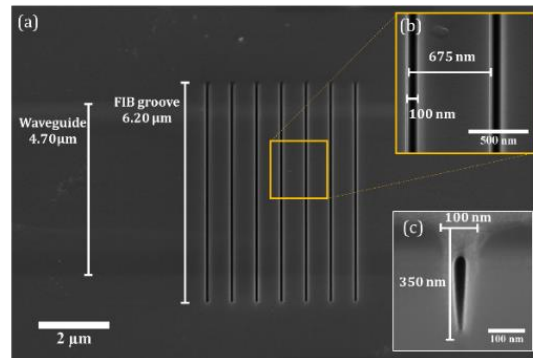 (a)
Waveguide
4.70μm
FIB groove
6.20 μm
2 μm
(b)
675 nm
100 nm
500 nm
(c)
100 nm
350 nm
100 nm